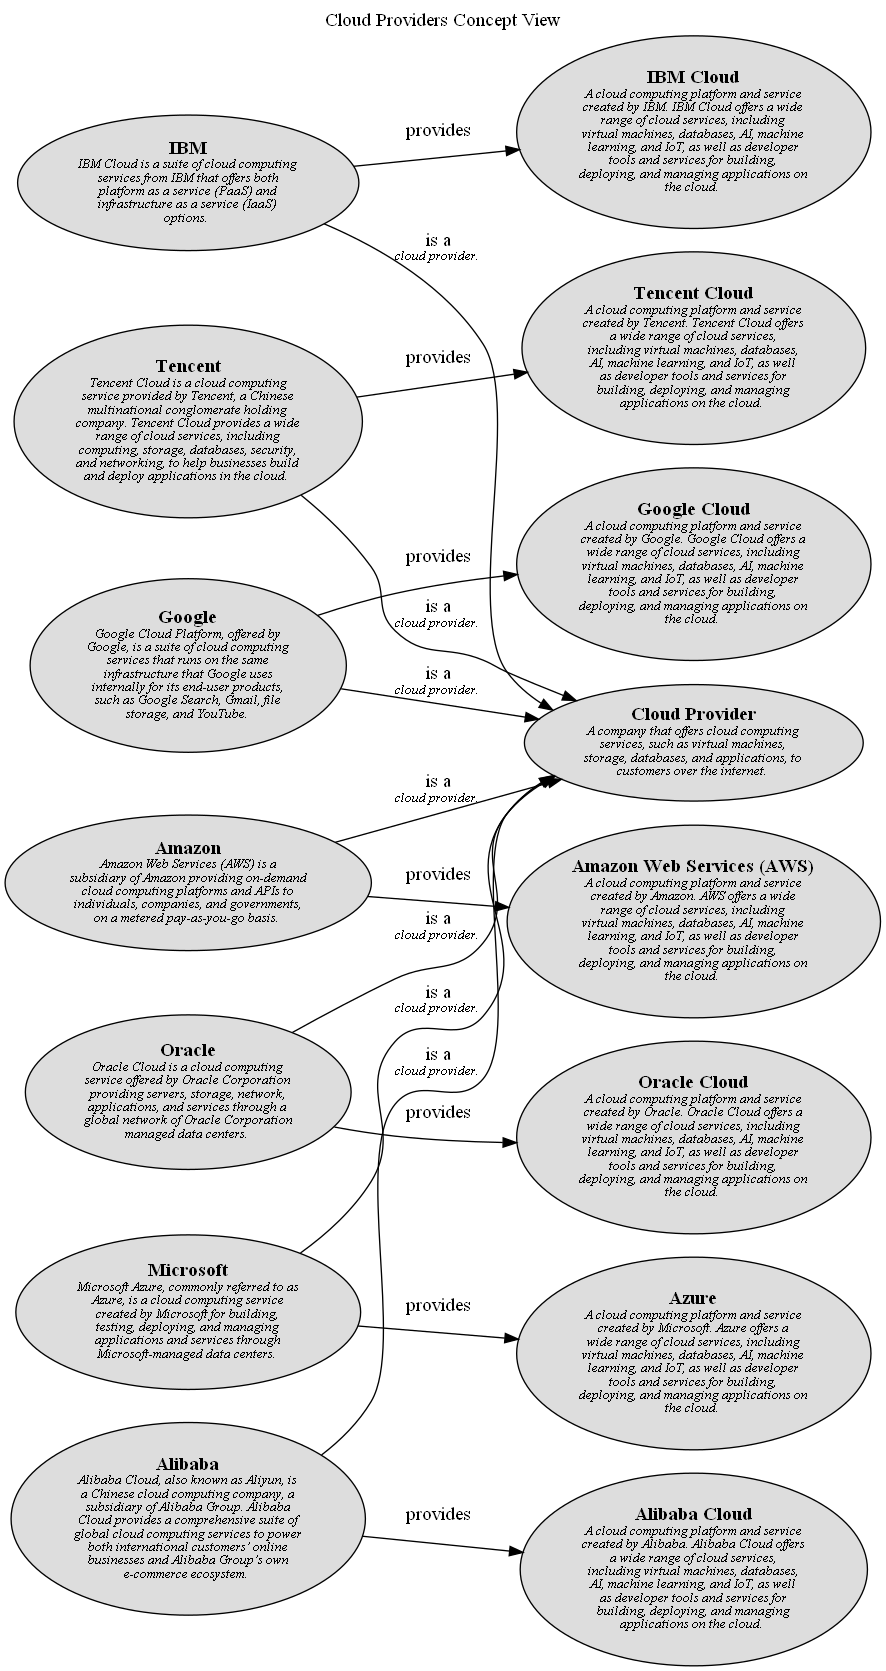 Cloud Providers Concept View
IBM Cloud
A cloud computing platform and service
created by IBM. IBM Cloud offers a wide
range of cloud services, including
virtual machines, databases, AI, machine
learning, and IoT, as well as developer
tools and services for building,
deploying, and managing applications on
the cloud.
provides
IBM
IBM Cloud is a suite of cloud computing
services from IBM that offers both
platform as a service (PaaS) and
infrastructure as a service (IaaS)
options.
is a
cloud provider.
Tencent Cloud
A cloud computing platform and service
created by Tencent. Tencent Cloud offers
a wide range of cloud services,
including virtual machines, databases,
AI, machine learning, and IoT, as well
as developer tools and services for
building, deploying, and managing
applications on the cloud.
provides
Tencent
Tencent Cloud is a cloud computing
service provided by Tencent, a Chinese
multinational conglomerate holding
company. Tencent Cloud provides a wide
range of cloud services, including
computing, storage, databases, security,
and networking, to help businesses build
and deploy applications in the cloud.
Google Cloud
A cloud computing platform and service
created by Google. Google Cloud offers a
wide range of cloud services, including
virtual machines, databases, AI, machine
learning, and IoT, as well as developer
tools and services for building,
deploying, and managing applications on
the cloud.
provides
is a
cloud provider.
Google
Google Cloud Platform, offered by
Google, is a suite of cloud computing
services that runs on the same
infrastructure that Google uses
internally for its end-user products,
such as Google Search, Gmail, file
storage, and YouTube.
is a
cloud provider.
Cloud Provider
A company that offers cloud computing
services, such as virtual machines,
storage, databases, and applications, to
customers over the internet.
is a
cloud provider.
Amazon
Amazon Web Services (AWS) is a
subsidiary of Amazon providing on-demand
cloud computing platforms and APIs to
individuals, companies, and governments,
on a metered pay-as-you-go basis.
provides
Amazon Web Services (AWS)
A cloud computing platform and service
created by Amazon. AWS offers a wide
range of cloud services, including
virtual machines, databases, AI, machine
learning, and IoT, as well as developer
tools and services for building,
deploying, and managing applications on
the cloud.
is a
cloud provider.
is a
cloud provider.
is a
cloud provider.
Oracle
Oracle Cloud is a cloud computing
service offered by Oracle Corporation
providing servers, storage, network,
applications, and services through a
global network of Oracle Corporation
managed data centers.
provides
Oracle Cloud
A cloud computing platform and service
created by Oracle. Oracle Cloud offers a
wide range of cloud services, including
virtual machines, databases, AI, machine
learning, and IoT, as well as developer
tools and services for building,
deploying, and managing applications on
the cloud.
Microsoft
Microsoft Azure, commonly referred to as
Azure, is a cloud computing service
created by Microsoft for building,
testing, deploying, and managing
applications and services through
Microsoft-managed data centers.
provides
Azure
A cloud computing platform and service
created by Microsoft. Azure offers a
wide range of cloud services, including
virtual machines, databases, AI, machine
learning, and IoT, as well as developer
tools and services for building,
deploying, and managing applications on
the cloud.
Alibaba
Alibaba Cloud, also known as Aliyun, is
a Chinese cloud computing company, a
subsidiary of Alibaba Group. Alibaba
Cloud provides a comprehensive suite of
global cloud computing services to power
both international customers' online
businesses and Alibaba Group's own
e-commerce ecosystem.
provides
Alibaba Cloud
A cloud computing platform and service
created by Alibaba. Alibaba Cloud offers
a wide range of cloud services,
including virtual machines, databases,
AI, machine learning, and IoT, as well
as developer tools and services for
building, deploying, and managing
applications on the cloud.